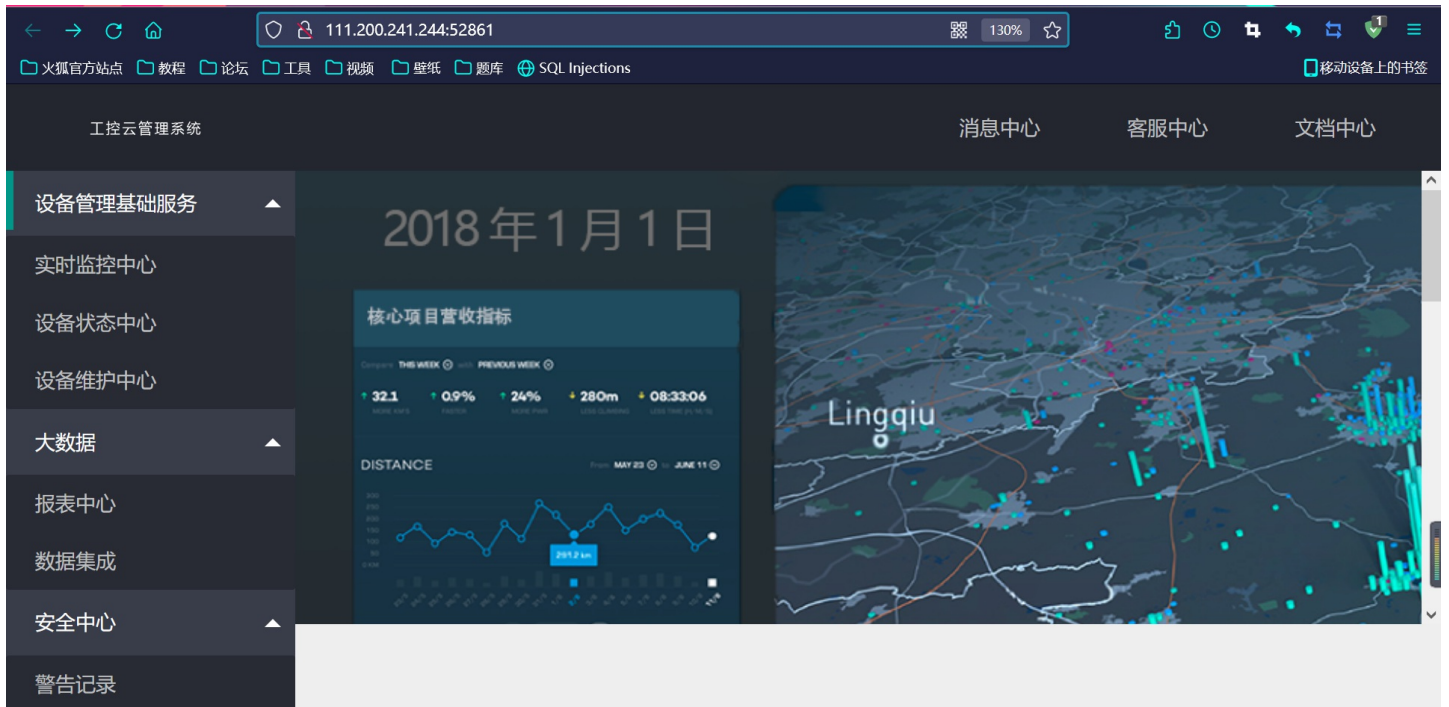 111.200.241.244:52861
130%
1
火狐官方站点 教程 论坛 工具 视频 壁纸 题库 SQL Injections 移动设备上的书签
工控云管理系统 消息中心 客服中心 文档中心
设备管理基础服务
实时监控中心
设备状态中心
设备维护中心
大数据
报表中心
数据集成
安全中心
警告记录
2018年1月1日
核心项目营收指标
Compare THIS WEEK with PREVIOUS WEEK
32.1 0.9% 24% 280m 08:33:06
DISTANCE
From MAY 23 to JUNE 11
Lingqiu